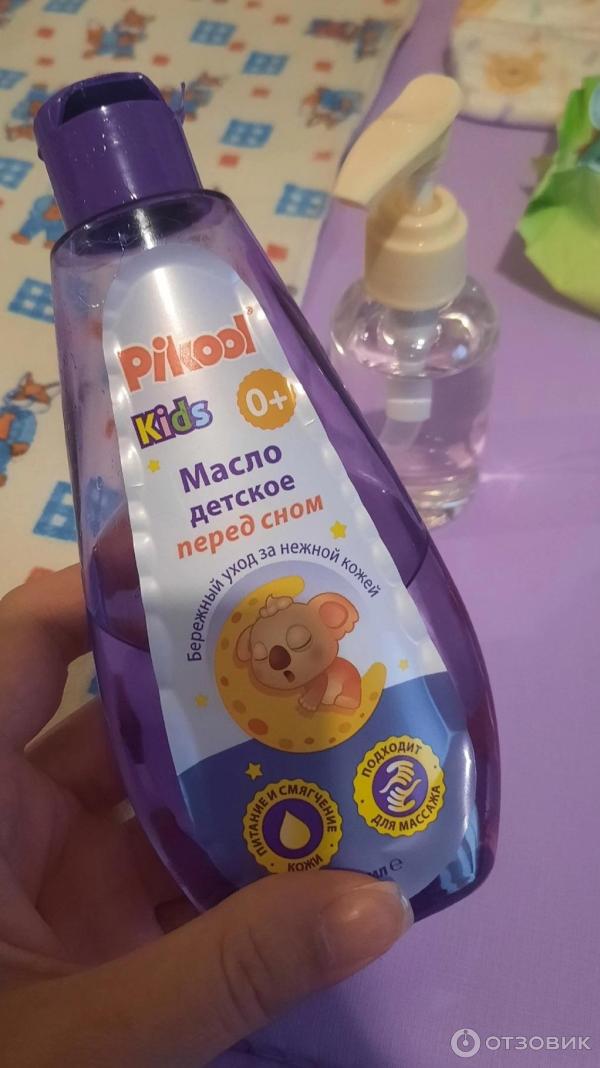 Pikool®
Kids
0+
Масло
детское
перед сном
Бережный уход за нежной кожей
ПИТАНИЕ И СМЯГЧЕНИЕ
КОЖИ
ПОДХОДИТ
ДЛЯ МАССАЖА
мл ℮
ОТЗОВИК